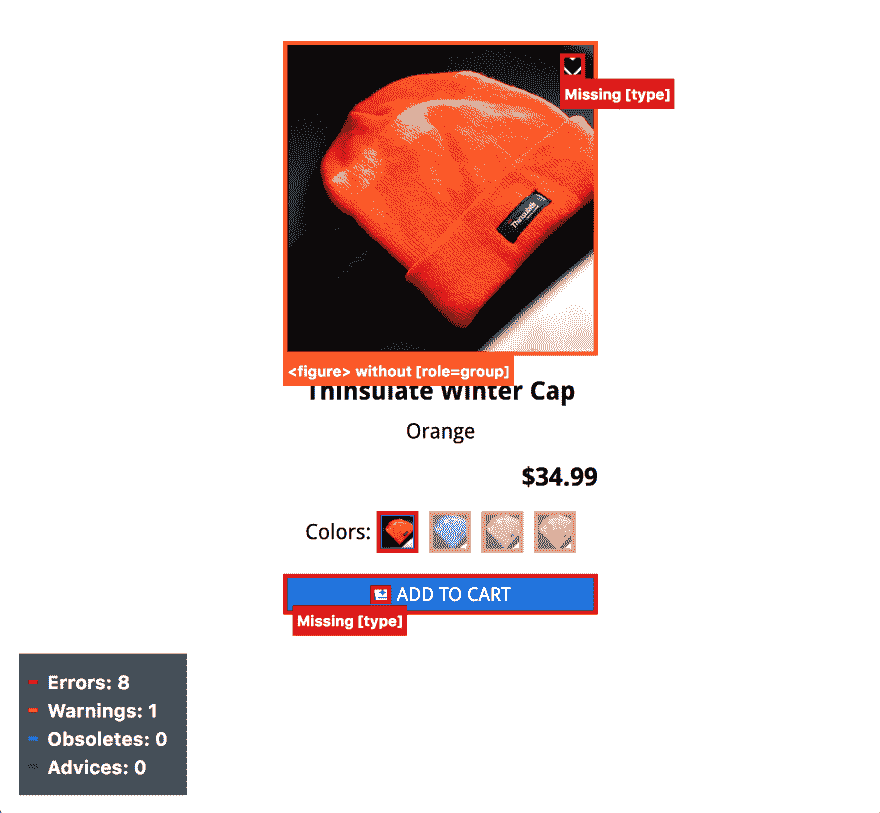 Missing [type]
Thinsulate
<figure> without [role=group]
Thinsulate Winter Cap
Orange
$34.99
Colors:
ADD TO CART
Missing [type]
Errors: 8
Warnings: 1
Obsoletes: 0
Advices: 0